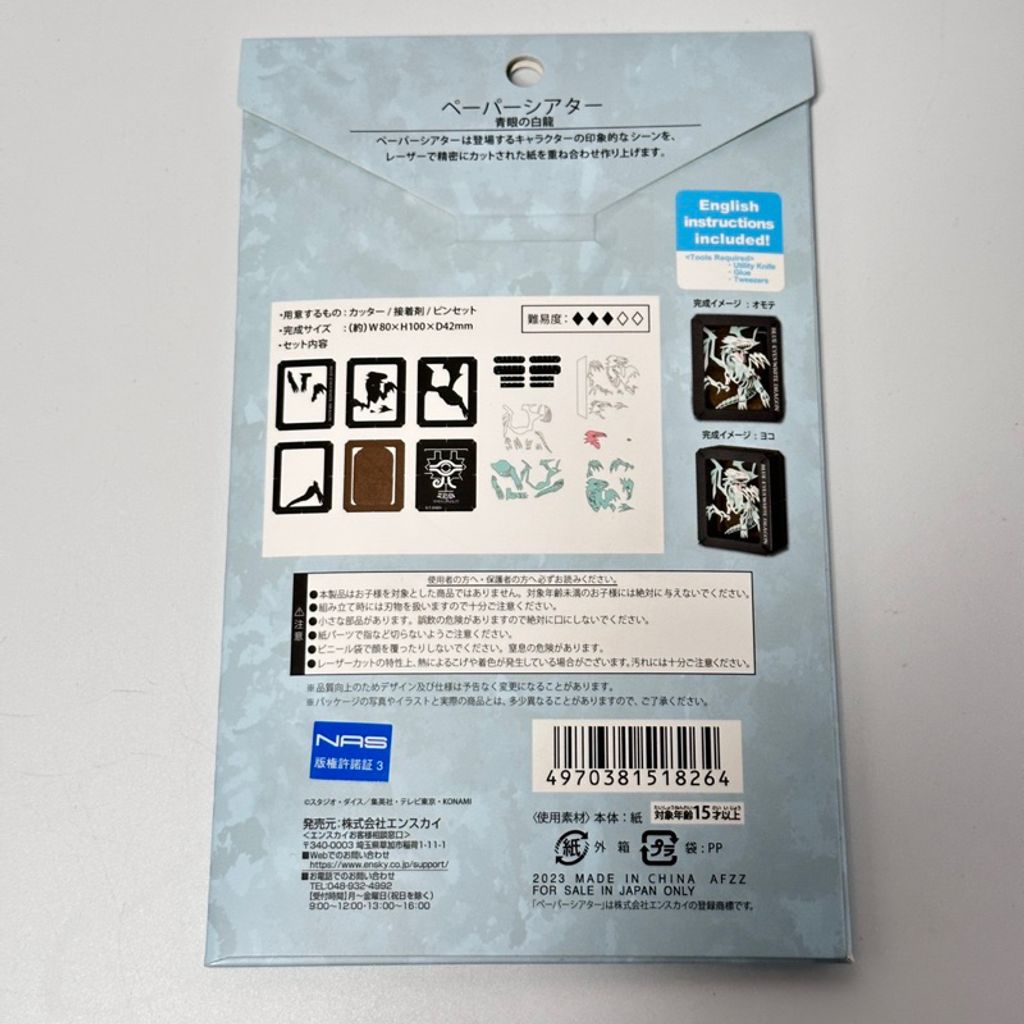 ペーパーシアター
青眼の白龍
ペーパーシアターは登場するキャラクターの印象的なシーンを、
レーザーで精密にカットされた紙を重ね合わせ作り上げます。
English
instructions
included!
<Tools Required>
・Utility Knife
・Glue
・Tweezers
・用意するもの：カッター / 接着剤 / ピンセット
・完成サイズ ：（約）W80×H100×D42mm
・セット内容
難易度：◆◆◆◇◇
完成イメージ：オモテ
BLUE-EYES WHITE DRAGON
完成イメージ：ヨコ
BLUE-EYES WHITE DRAGON
使用者の方へ・保護者の方へ必ずお読みください。
⚠注意
●本製品はお子様を対象とした商品ではありません。対象年齢未満のお子様には絶対に与えないでください。
●組み立て時には刃物を扱いますので十分ご注意ください。
●小さな部品があります。誤飲の危険がありますので絶対に口にしないでください。
●紙パーツで指など切らないようご注意ください。
●ビニール袋で顔を覆ったりしないでください。窒息の危険があります。
●レーザーカットの特性上、熱によるこげや着色が発生している場合がございます。汚れには十分ご注意ください。
※品質向上のためデザイン及び仕様は予告なく変更になることがあります。
※パッケージの写真やイラストと実際の商品とは、多少異なることがありますので、ご了承ください。
NAS
版権許諾証 3
4970381518264
©スタジオ・ダイス／集英社・テレビ東京・KONAMI
発売元：株式会社エンスカイ
＜エンスカイお客様相談窓口＞
〒340-0003 埼玉県草加市稲荷1-11-1
■Webでのお問い合わせ
https://www.ensky.co.jp/support/
■お電話でのお問い合わせ
TEL:048-932-4992
【受付時間】月～金曜日（祝日を除く）
9:00～12:00・13:00～16:00
〈使用素材〉本体：紙
たいしょうねんれい さい いじょう
対象年齢15才以上
紙 外 箱 プラ 袋：PP
2023 MADE IN CHINA AFZZ
FOR SALE IN JAPAN ONLY
「ペーパーシアター」は株式会社エンスカイの登録商標です。